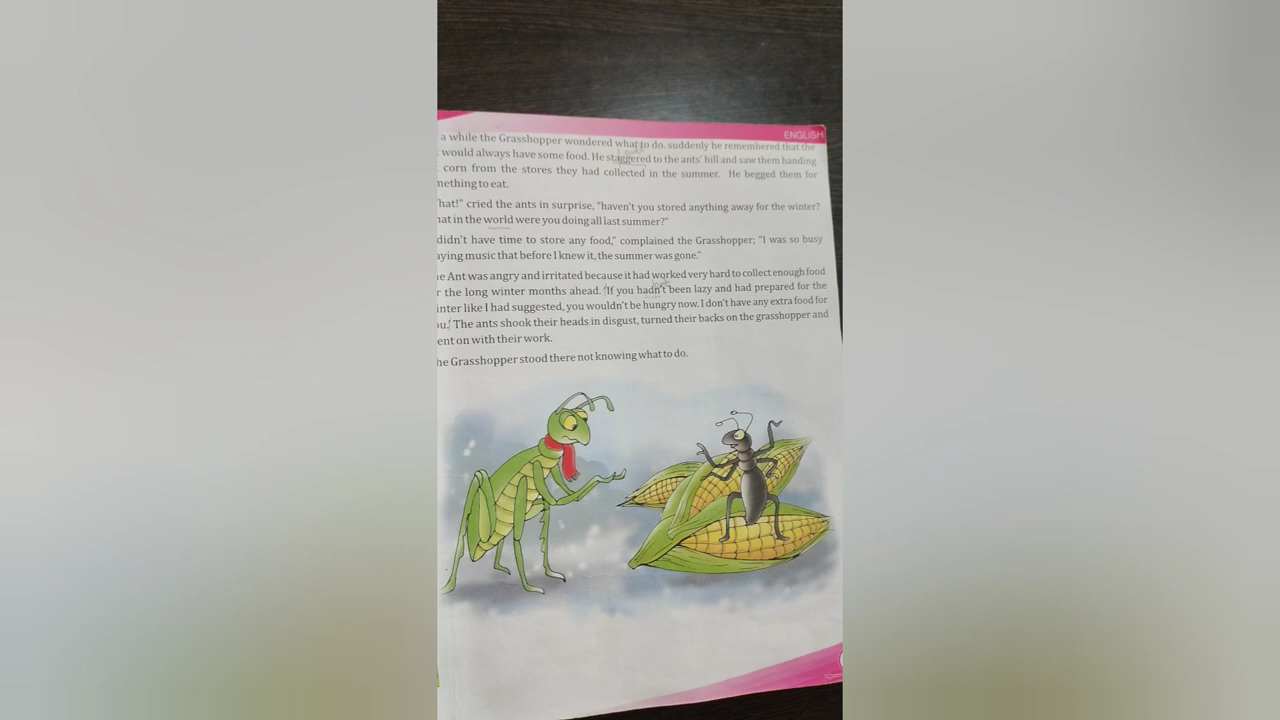 ENGLISH
a while the Grasshopper wondered what to do. suddenly he remembered that the
would always have some food. He staggered to the ants' hill and saw them handing
corn from the stores they had collected in the summer. He begged them for
mething to eat.
hat!" cried the ants in surprise, "haven't you stored anything away for the winter?
hat in the world were you doing all last summer?"
didn't have time to store any food," complained the Grasshopper; "I was so busy
aying music that before I knew it, the summer was gone."
he Ant was angry and irritated because it had worked very hard to collect enough food
r the long winter months ahead. 'If you hadn't been lazy and had prepared for the
inter like I had suggested, you wouldn't be hungry now. I don't have any extra food for
ou.' The ants shook their heads in disgust, turned their backs on the grasshopper and
ent on with their work.
he Grasshopper stood there not knowing what to do.